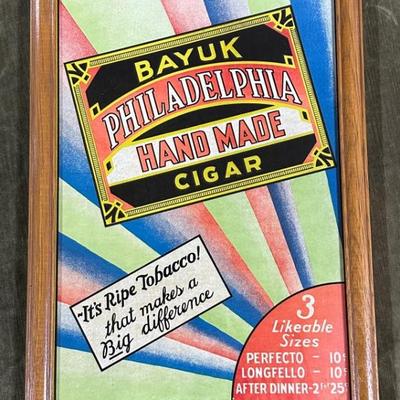 BAYUK
PHILADELPHIA
HAND MADE
CIGAR
"It's Ripe Tobacco!
that makes a
Big difference
3
Likeable
Sizes
PERFECTO - 10¢
LONGFELLO - 10¢
AFTER DINNER-2 for 25¢